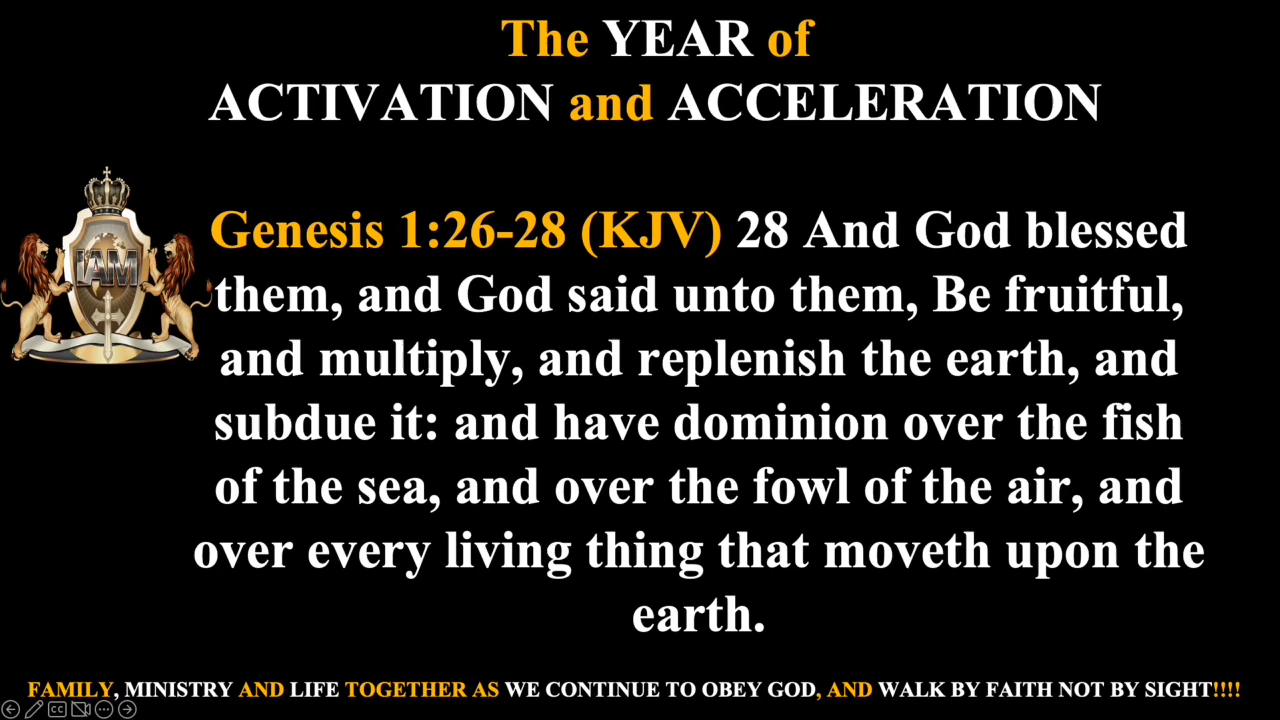 The YEAR of
ACTIVATION and ACCELERATION
Genesis 1:26-28 (KJV) 28 And God blessed
them, and God said unto them, Be fruitful,
and multiply, and replenish the earth, and
subdue it: and have dominion over the fish
of the sea, and over the fowl of the air, and
over every living thing that moveth upon the
earth.
I AM
FAMILY, MINISTRY AND LIFE TOGETHER AS WE CONTINUE TO OBEY GOD, AND WALK BY FAITH NOT BY SIGHT!!!!
CC